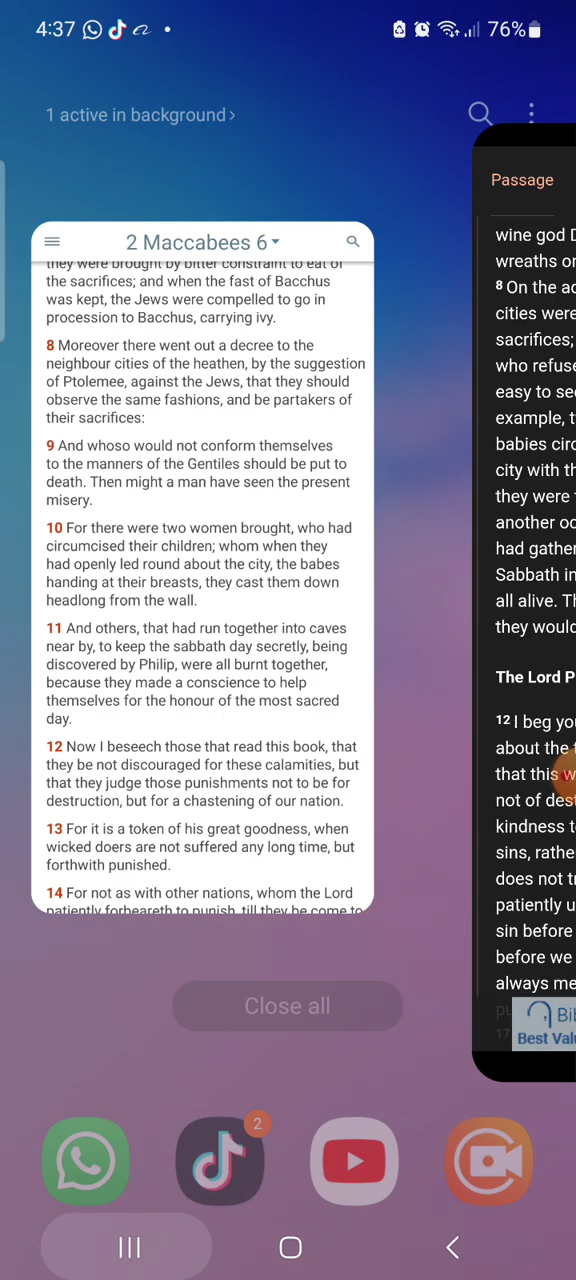 4:37
76%
1 active in background >
2 Maccabees 6
they were brought by bitter constraint to eat of
the sacrifices; and when the fast of Bacchus
was kept, the Jews were compelled to go in
procession to Bacchus, carrying ivy.
8 Moreover there went out a decree to the
neighbour cities of the heathen, by the suggestion
of Ptolemee, against the Jews, that they should
observe the same fashions, and be partakers of
their sacrifices:
9 And whoso would not conform themselves
to the manners of the Gentiles should be put to
death. Then might a man have seen the present
misery.
10 For there were two women brought, who had
circumcised their children; whom when they
had openly led round about the city, the babes
handing at their breasts, they cast them down
headlong from the wall.
11 And others, that had run together into caves
near by, to keep the sabbath day secretly, being
discovered by Philip, were all burnt together,
because they made a conscience to help
themselves for the honour of the most sacred
day.
12 Now I beseech those that read this book, that
they be not discouraged for these calamities, but
that they judge those punishments not to be for
destruction, but for a chastening of our nation.
13 For it is a token of his great goodness, when
wicked doers are not suffered any long time, but
forthwith punished.
14 For not as with other nations, whom the Lord
patiently forbeareth to punish, till they be come to
Passage
wine god D
wreaths o
8 On the a
cities were
sacrifices;
who refus
easy to se
example, t
babies circ
city with th
they were
another o
had gather
Sabbath in
all alive. Th
they would
The Lord P
12 I beg yo
about the
that this w
not of des
kindness t
sins, rathe
does not t
patiently u
sin before
before we
always me
pu
17
Bi
Best Val
Close all
2